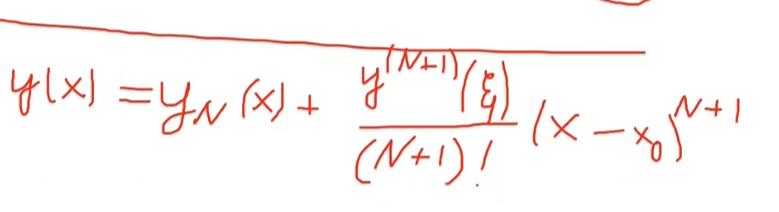 y(x) = y_N(x) + \frac{y^{(N+1)}(ξ)}{(N+1)!} (x - x_0)^{N+1}